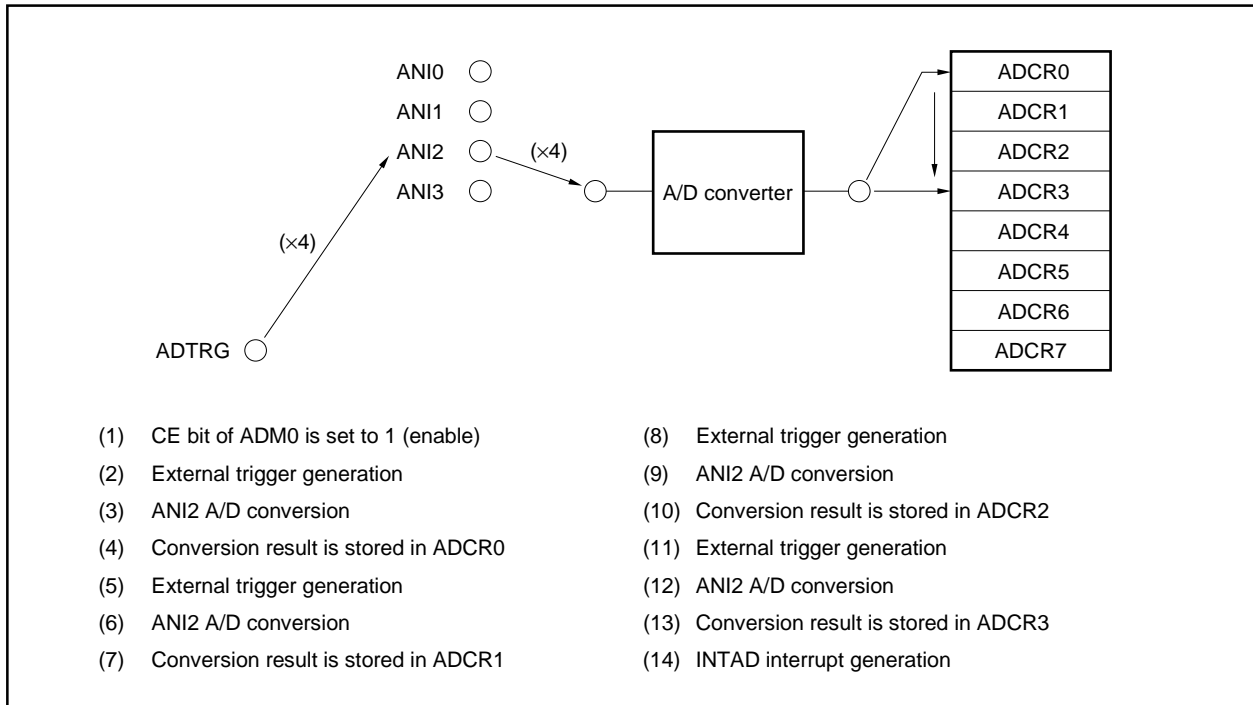 ANI0
ANI1
ANI2
ANI3
(×4)
(×4)
ADTRG
A/D converter
ADCR0
ADCR1
ADCR2
ADCR3
ADCR4
ADCR5
ADCR6
ADCR7
(1) CE bit of ADM0 is set to 1 (enable)
(2) External trigger generation
(3) ANI2 A/D conversion
(4) Conversion result is stored in ADCR0
(5) External trigger generation
(6) ANI2 A/D conversion
(7) Conversion result is stored in ADCR1
(8) External trigger generation
(9) ANI2 A/D conversion
(10) Conversion result is stored in ADCR2
(11) External trigger generation
(12) ANI2 A/D conversion
(13) Conversion result is stored in ADCR3
(14) INTAD interrupt generation